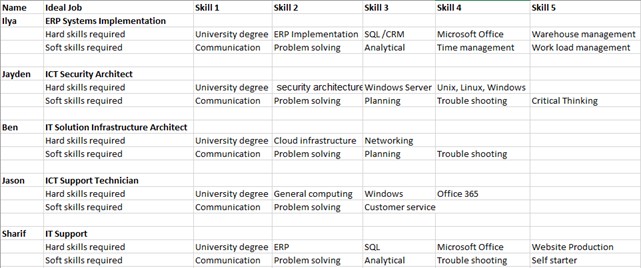 Name Ideal Job Skill 1 Skill 2 Skill 3 Skill 4 Skill 5
Ilya ERP Systems Implementation
Hard skills required University degree ERP Implementation SQL /CRM Microsoft Office Warehouse management
Soft skills required Communication Problem solving Analytical Time management Work load management
Jayden ICT Security Architect
Hard skills required University degree security architecture Windows Server Unix, Linux, Windows
Soft skills required Communication Problem solving Planning Trouble shooting Critical Thinking
Ben IT Solution Infrastructure Architect
Hard skills required University degree Cloud infrastructure Networking
Soft skills required Communication Problem solving Planning Trouble shooting
Jason ICT Support Technician
Hard skills required University degree General computing Windows Office 365
Soft skills required Communication Problem solving Customer service
Sharif IT Support
Hard skills required University degree ERP SQL Microsoft Office Website Production
Soft skills required Communication Problem solving Analytical Trouble shooting Self starter